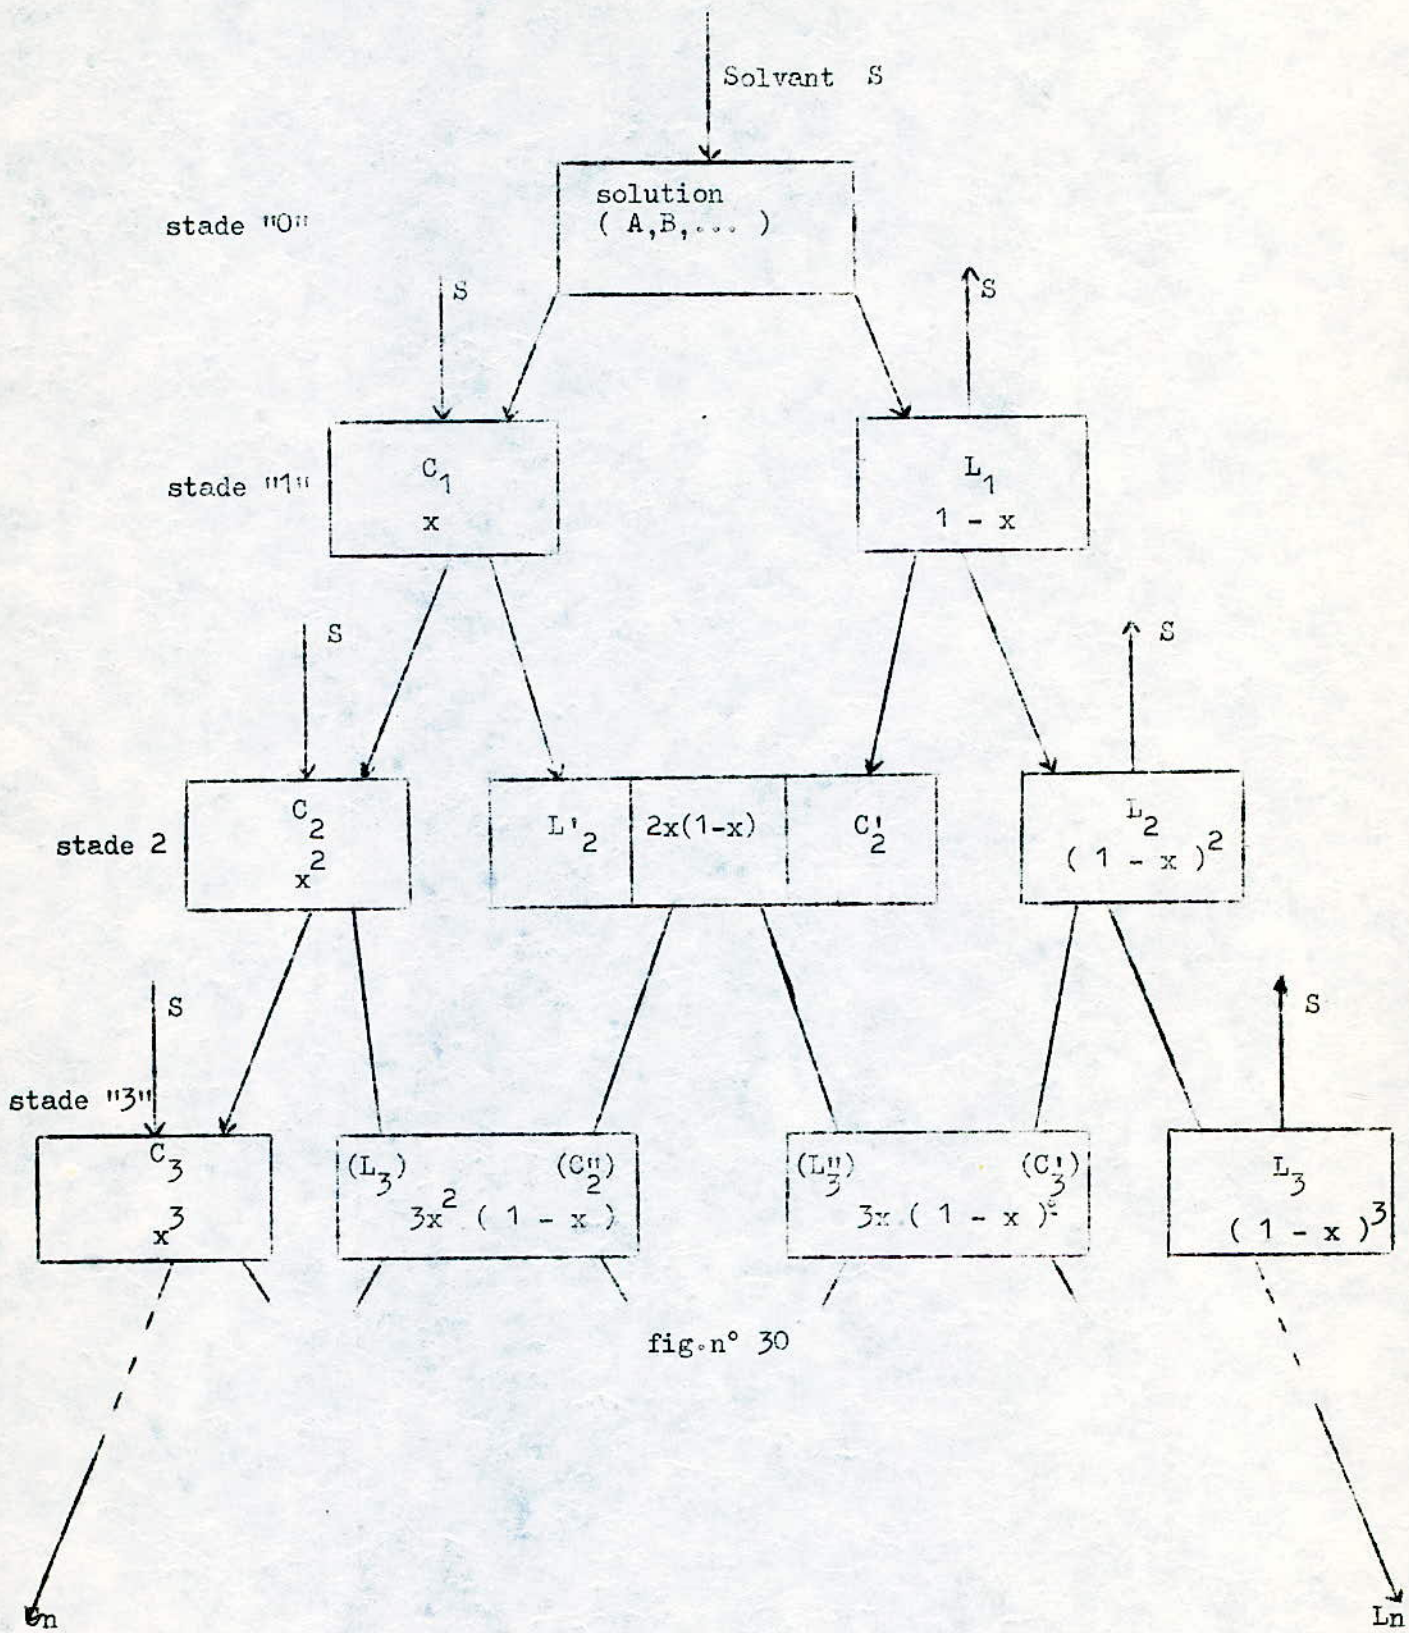 Solvant S
solution
( A,B,... )
stade "0"
S
S
C₁
x
L₁
1 - x
stade "1"
S
S
C₂
x²
L'₂
2x(1-x)
C'₂
L₂
( 1 - x )²
stade 2
S
S
stade "3"
C₃
x³
(L₃)
(C"₂)
3x² ( 1 - x )
(L"₃)
(C'₃)
3x ( 1 - x )²
L₃
( 1 - x )³
fig.n° 30
Cn
Ln